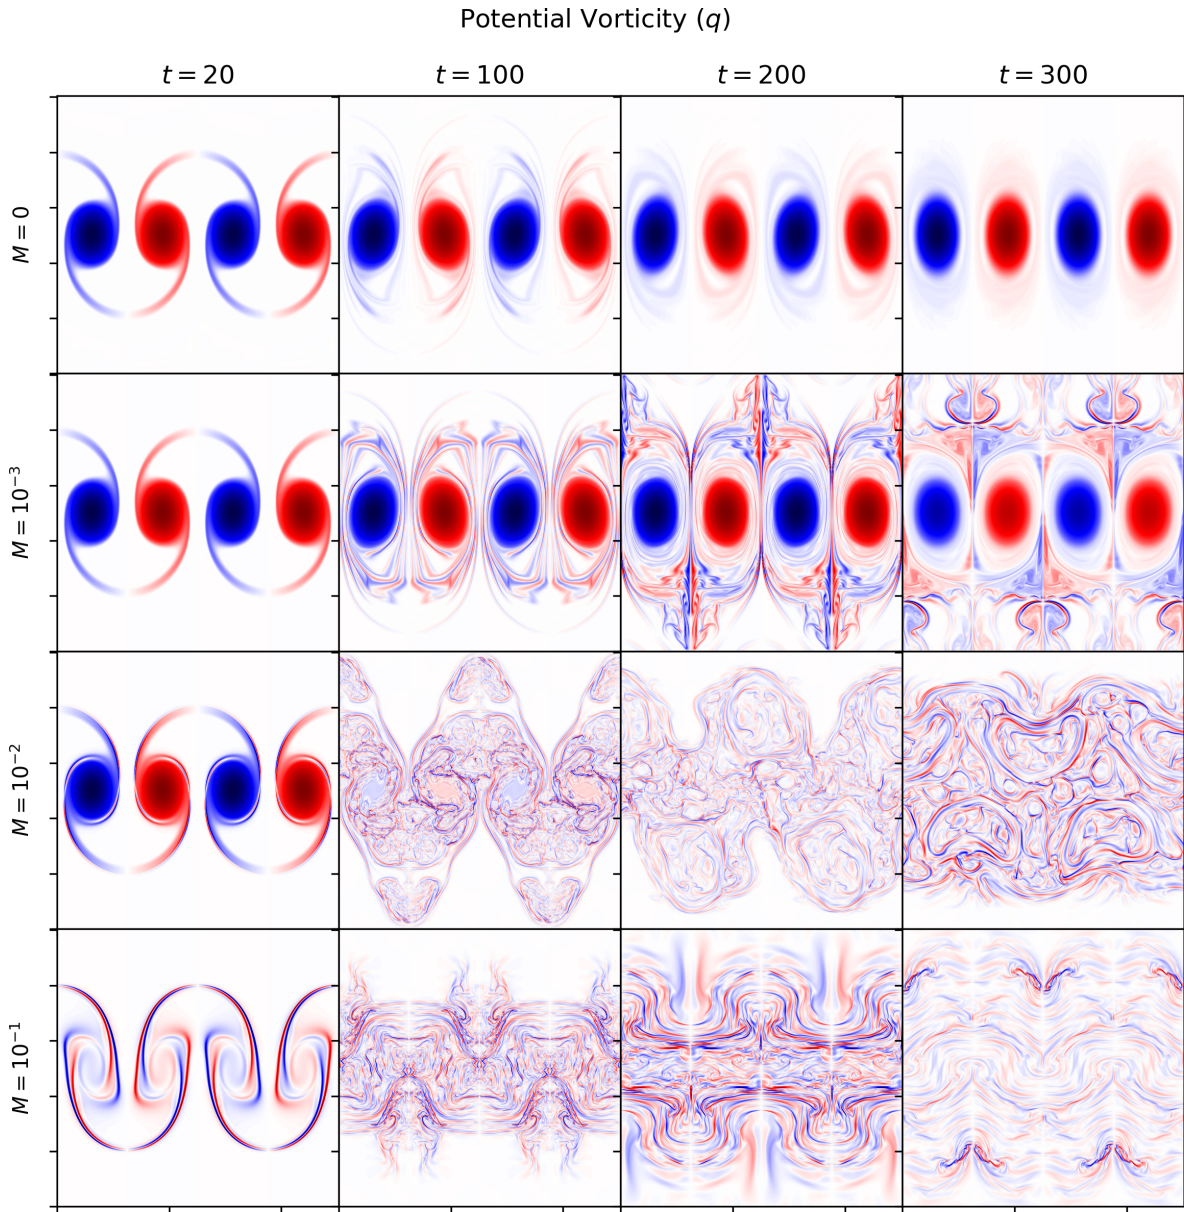 Potential Vorticity (q)
t = 20 t = 100 t = 200 t = 300
M = 0
M = 10⁻³
M = 10⁻²
M = 10⁻¹